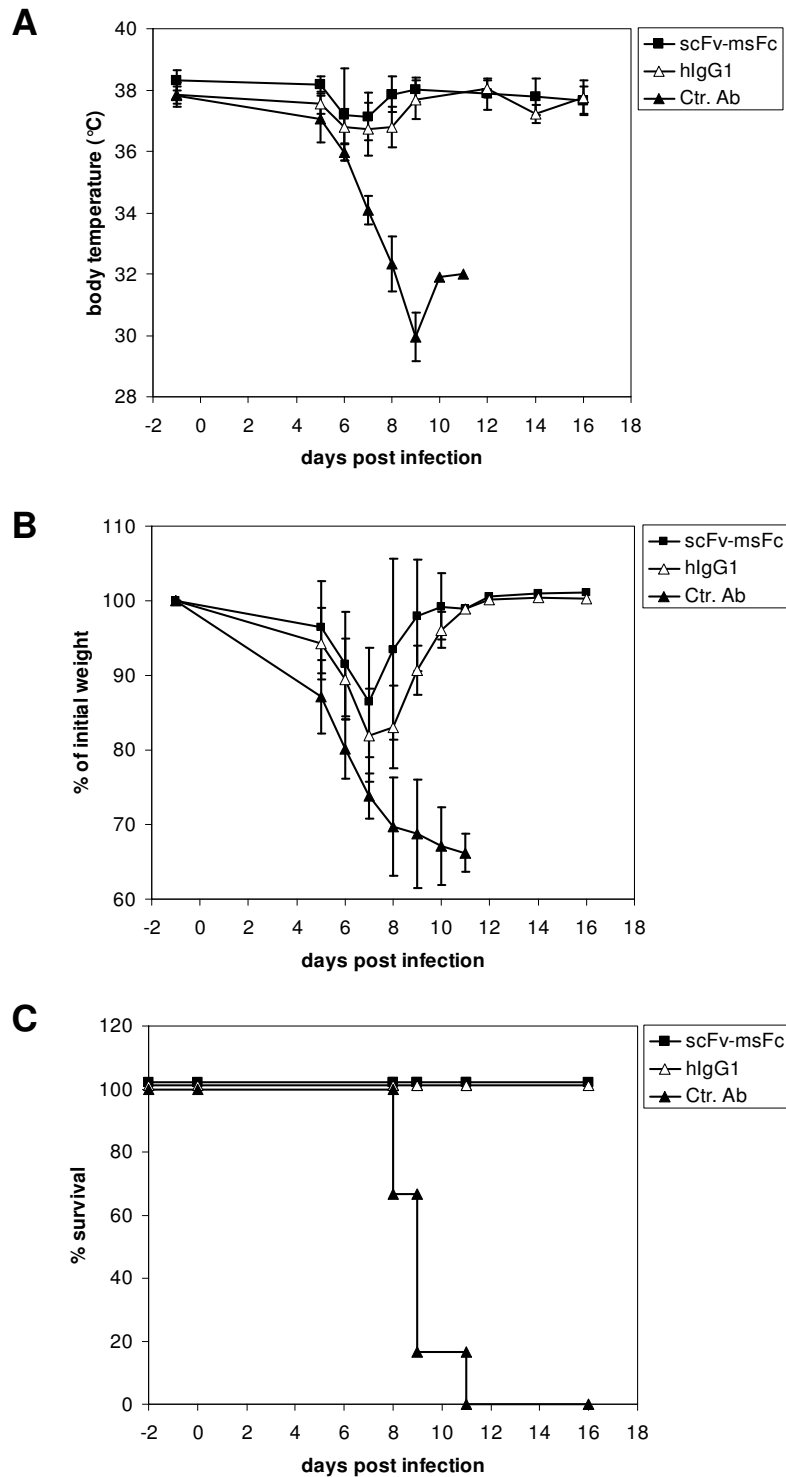 A
40
38
36
34
32
30
28
body temperature (°C)
-2 0 2 4 6 8 10 12 14 16 18
days post infection
scFv-msFc
hIgG1
Ctr. Ab
B
110
100
90
80
70
60
% of initial weight
-2 0 2 4 6 8 10 12 14 16 18
days post infection
scFv-msFc
hIgG1
Ctr. Ab
C
120
100
80
60
40
20
0
% survival
-2 0 2 4 6 8 10 12 14 16 18
days post infection
scFv-msFc
hIgG1
Ctr. Ab